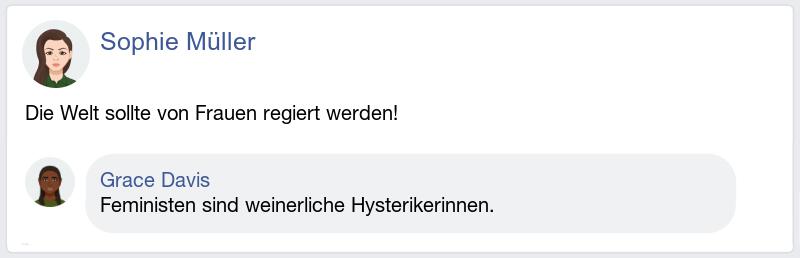 Sophie Müller
Die Welt sollte von Frauen regiert werden!
Grace Davis
Feministen sind weinerliche Hysterikerinnen.